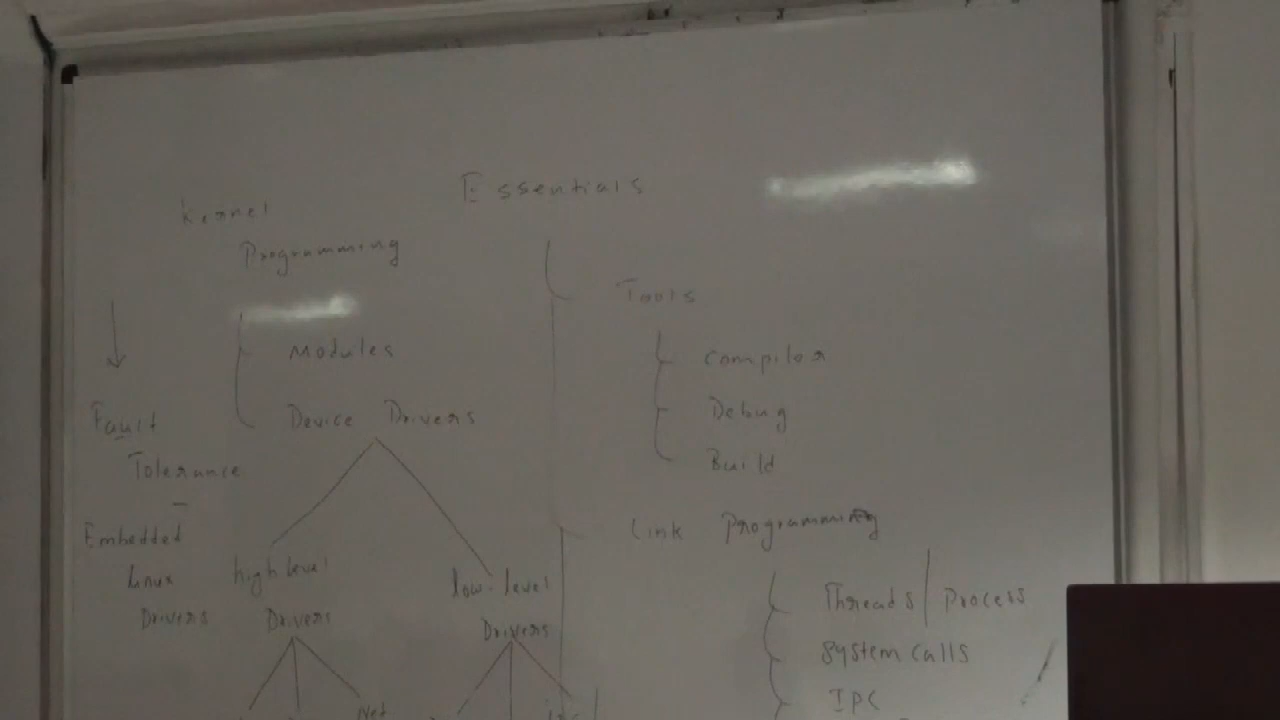 Essentials
Kernel
Programming
Modules
Device Drivers
Fault
Tolerance
Embedded
Linux
Drivers
high level
Drivers
Net
low-level
Drivers
Tools
Compiler
Debug
Build
Link Programming
Threads | Process
System calls
IPC